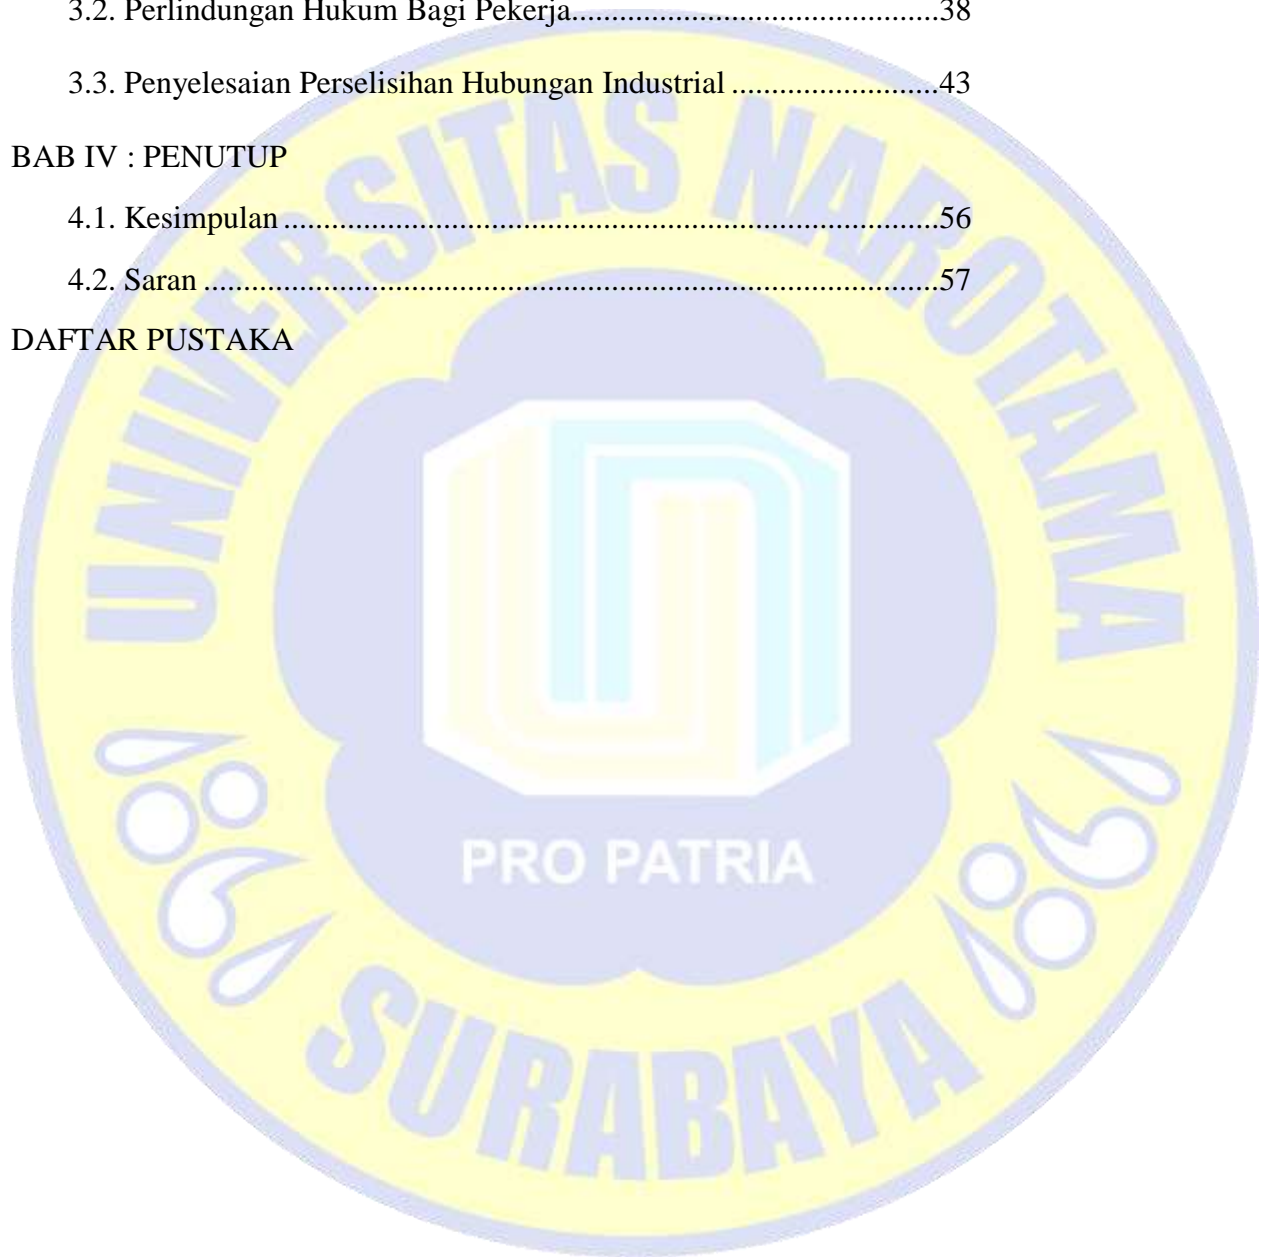 3.2. Perlindungan Hukum Bagi Pekerja..............................................38
3.3. Penyelesaian Perselisihan Hubungan Industrial ..........................43
BAB IV : PENUTUP
4.1. Kesimpulan ..................................................................................56
4.2. Saran ............................................................................................57
DAFTAR PUSTAKA
UNIVERSITAS NAROTAMA
PRO PATRIA
SURABAYA